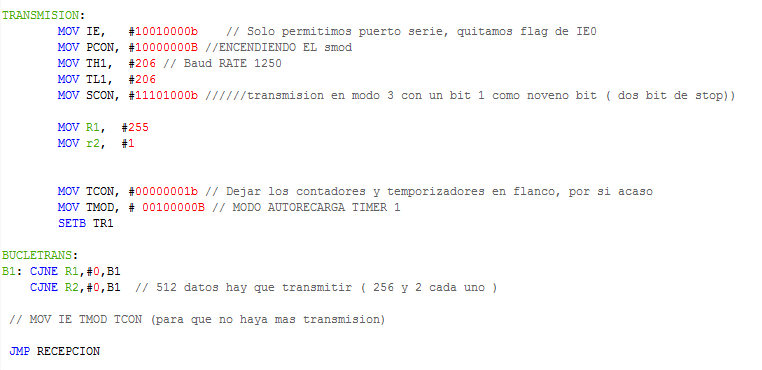 TRANSMISION:
MOV IE, #10010000b // Solo permitimos puerto serie, quitamos flag de IE0
MOV PCON, #10000000B //ENCENDIENDO EL smod
MOV TH1, #206 // Baud RATE 1250
MOV TL1, #206
MOV SCON, #11101000b //////transmision en modo 3 con un bit 1 como noveno bit ( dos bit de stop))
MOV R1, #255
MOV r2, #1
MOV TCON, #00000001b // Dejar los contadores y temporizadores en flanco, por si acaso
MOV TMOD, # 00100000B // MODO AUTORECARGA TIMER 1
SETB TR1
BUCLETRANS:
B1: CJNE R1,#0,B1
CJNE R2,#0,B1 // 512 datos hay que transmitir ( 256 y 2 cada uno )
// MOV IE TMOD TCON (para que no haya mas transmision)
JMP RECEPCION